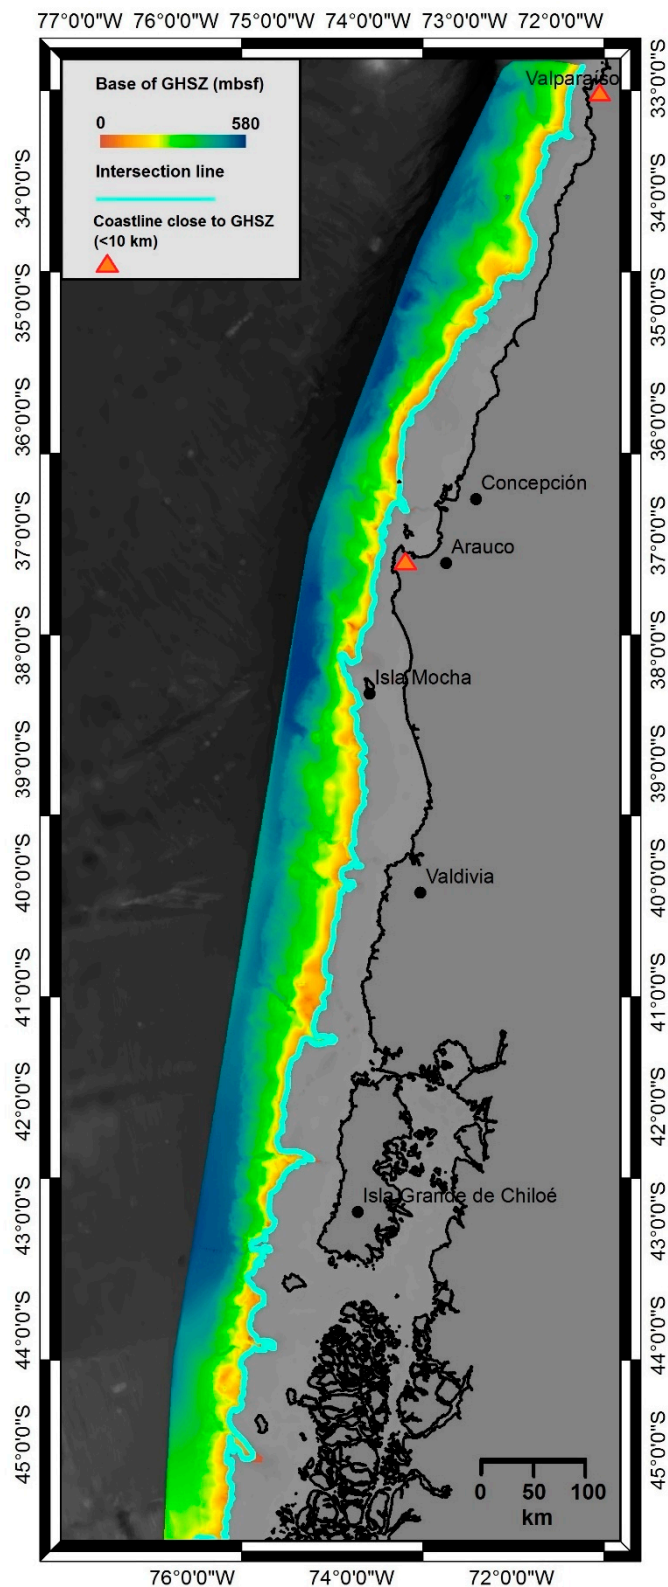 77°0'0"W 75°0'0"W 74°0'0"W 73°0'0"W 72°0'0"W
Base of GHSZ (mbsf)
0 580
Intersection line
Coastline close to GHSZ
(<10 km)
Valparaíso
Concepción
Arauco
Isla Mocha
Valdivia
Isla Grande de Chiloé
33°0'0"S
34°0'0"S
35°0'0"S
36°0'0"S
37°0'0"S
38°0'0"S
39°0'0"S
40°0'0"S
41°0'0"S
42°0'0"S
43°0'0"S
44°0'0"S
45°0'0"S
33°0'0"S
34°0'0"S
35°0'0"S
36°0'0"S
37°0'0"S
38°0'0"S
39°0'0"S
40°0'0"S
41°0'0"S
42°0'0"S
43°0'0"S
44°0'0"S
45°0'0"S
0 50 100
km
76°0'0"W 74°0'0"W 72°0'0"W